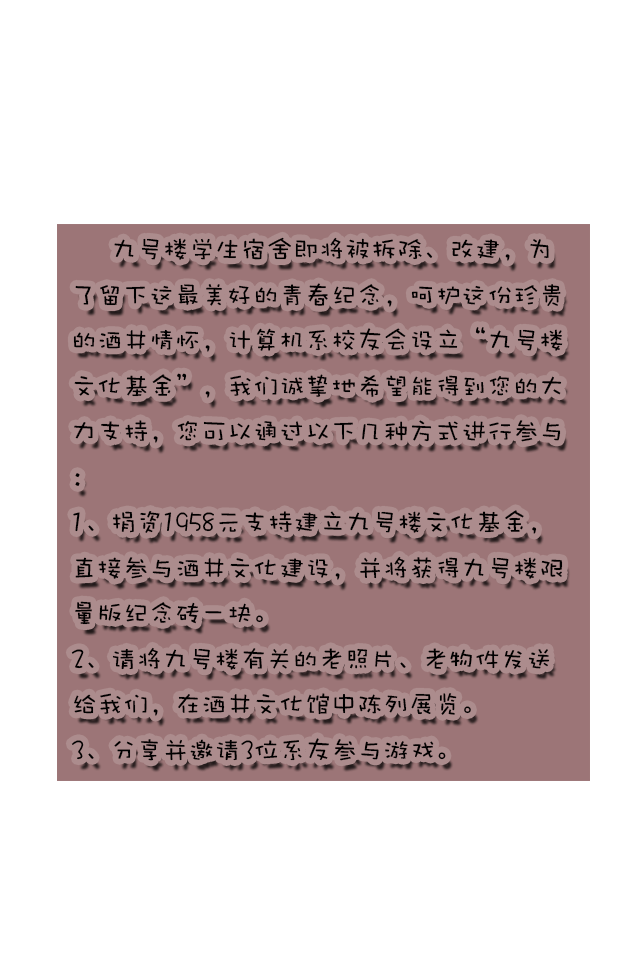 九号楼学生宿舍即将被拆除、改建，为
了留下这最美好的青春纪念，呵护这份珍贵
的酒井情怀，计算机系校友会设立“九号楼
文化基金”，我们诚挚地希望能得到您的大
力支持，您可以通过以下几种方式进行参与
：
1、捐资1958元支持建立九号楼文化基金，
直接参与酒井文化建设，并将获得九号楼限
量版纪念砖一块。
2、请将九号楼有关的老照片、老物件发送
给我们，在酒井文化馆中陈列展览。
3、分享并邀请3位系友参与游戏。